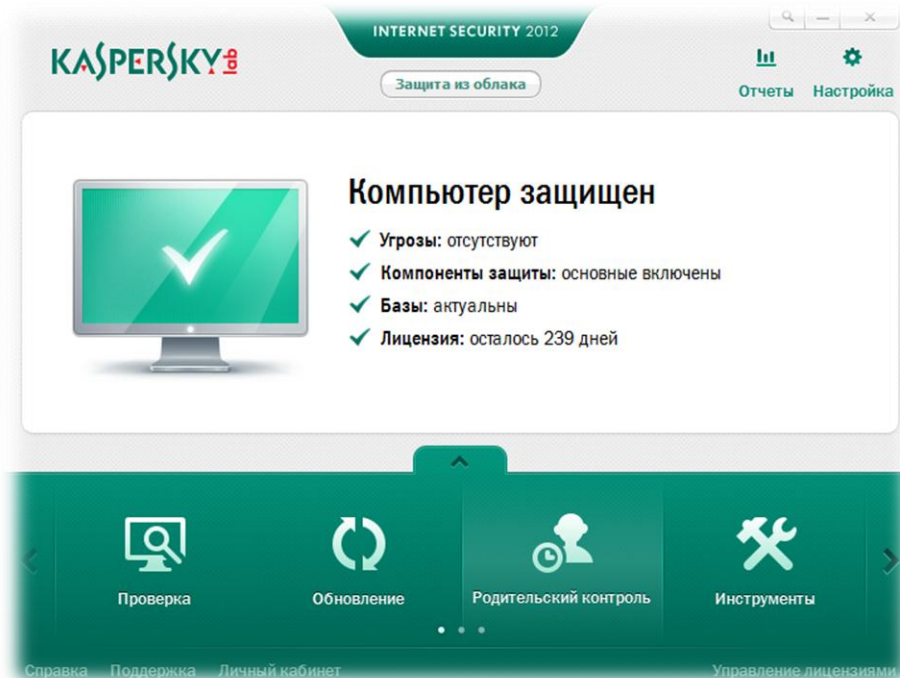 INTERNET SECURITY 2012
KASPERSKY lab
Защита из облака
Отчеты
Настройка
Компьютер защищен
Угрозы: отсутствуют
Компоненты защиты: основные включены
Базы: актуальны
Лицензия: осталось 239 дней
Проверка
Обновление
Родительский контроль
Инструменты
Справка Поддержка Личный кабинет Управление лицензиями